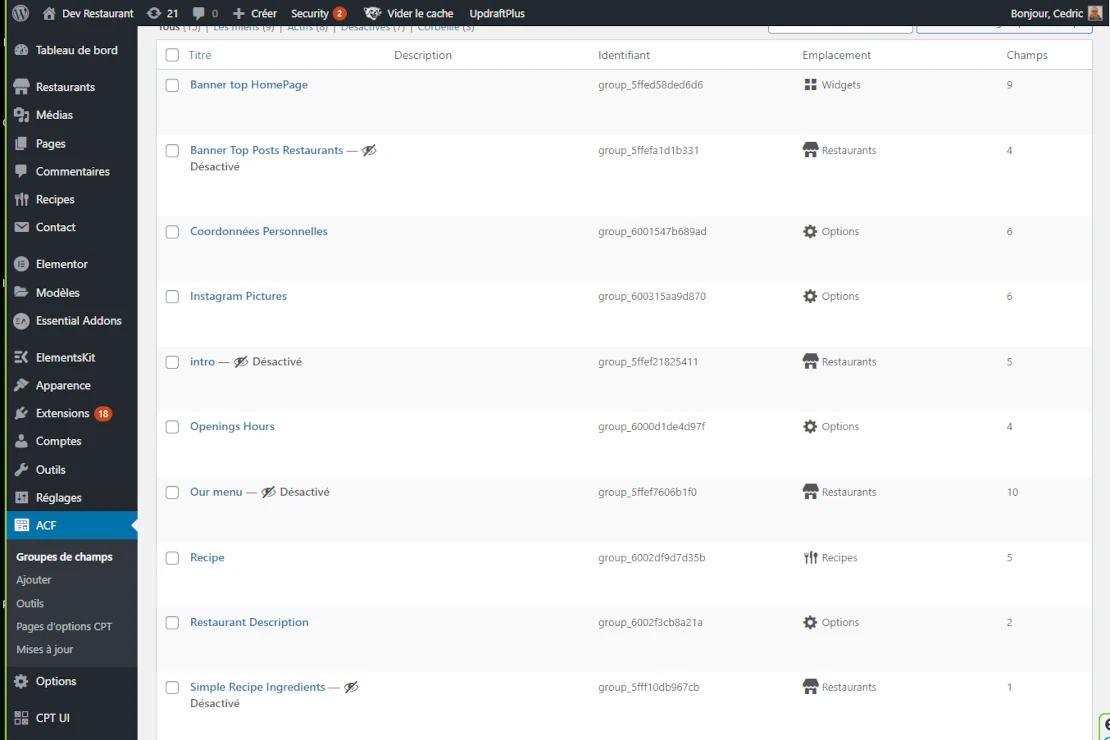 Dev Restaurant 21 0 Créer Security 2 Vider le cache UpdraftPlus Bonjour, Cedric
Tableau de bord
Restaurants
Médias
Pages
Commentaires
Recipes
Contact
Elementor
Modèles
Essential Addons
ElementsKit
Apparence
Extensions 18
Comptes
Outils
Réglages
ACF
Groupes de champs
Ajouter
Outils
Pages d'options CPT
Mises à jour
Options
CPT UI
Tous (15) | Les miens (9) | Actifs (8) | Désactivés (7) | Corbeille (5)
Titre Description Identifiant Emplacement Champs
Banner top HomePage group_5ffed58ded6d6 Widgets 9
Banner Top Posts Restaurants — group_5ffefa1d1b331 Restaurants 4
Désactivé
Coordonnées Personnelles group_6001547b689ad Options 6
Instagram Pictures group_600315aa9d870 Options 6
intro — Désactivé group_5ffef21825411 Restaurants 5
Openings Hours group_6000d1de4d97f Options 4
Our menu — Désactivé group_5ffef7606b1f0 Restaurants 10
Recipe group_6002df9d7d35b Recipes 5
Restaurant Description group_6002f3cb8a21a Options 2
Simple Recipe Ingredients — group_5fff10db967cb Restaurants 1
Désactivé